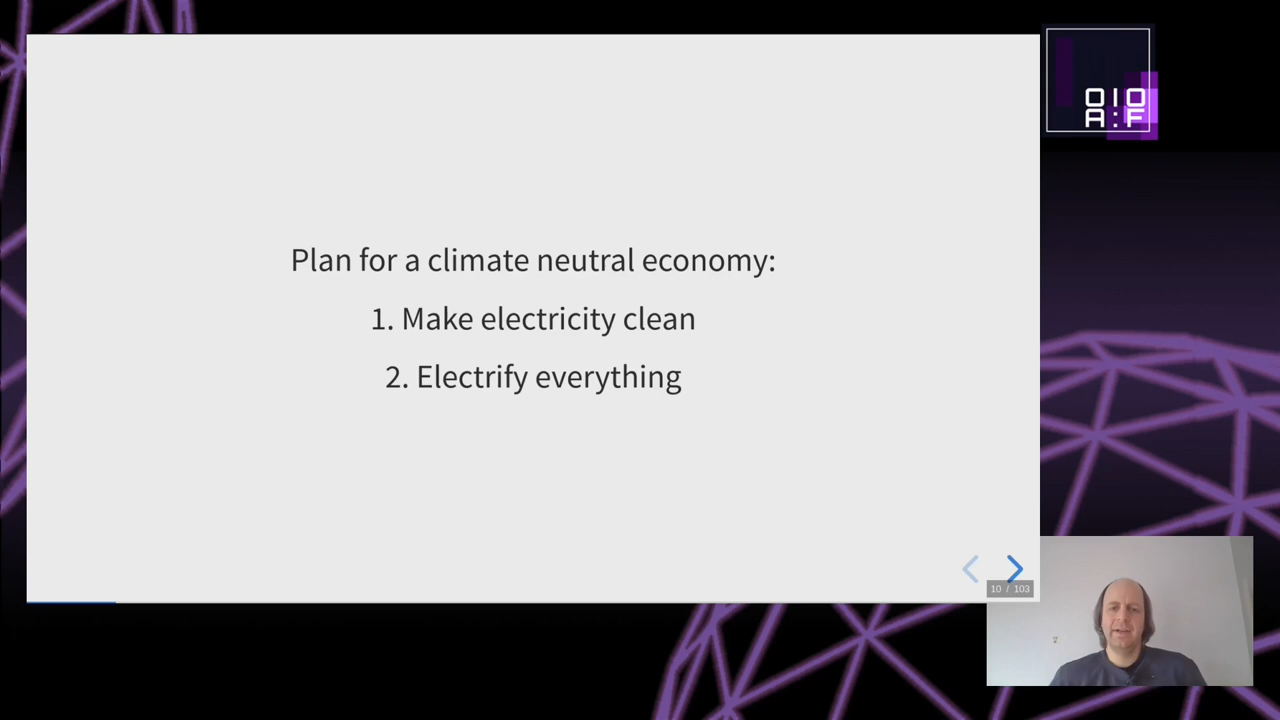 Plan for a climate neutral economy:
1. Make electricity clean
2. Electrify everything
10 / 103
O|O
A:F